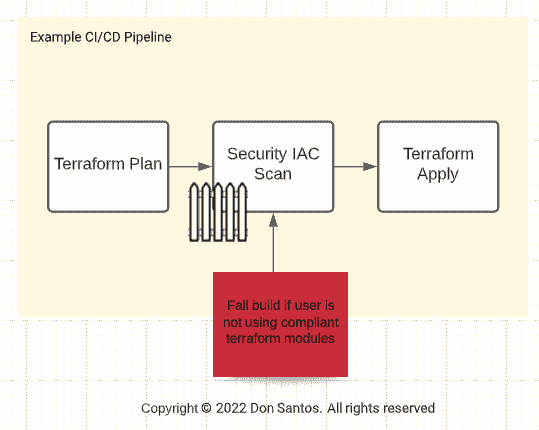 Example CI/CD Pipeline
Terraform Plan
Security IAC
Scan
Terraform
Apply
Fail build if user is
not using compliant
terraform modules
Copyright © 2022 Don Santos. All rights reserved